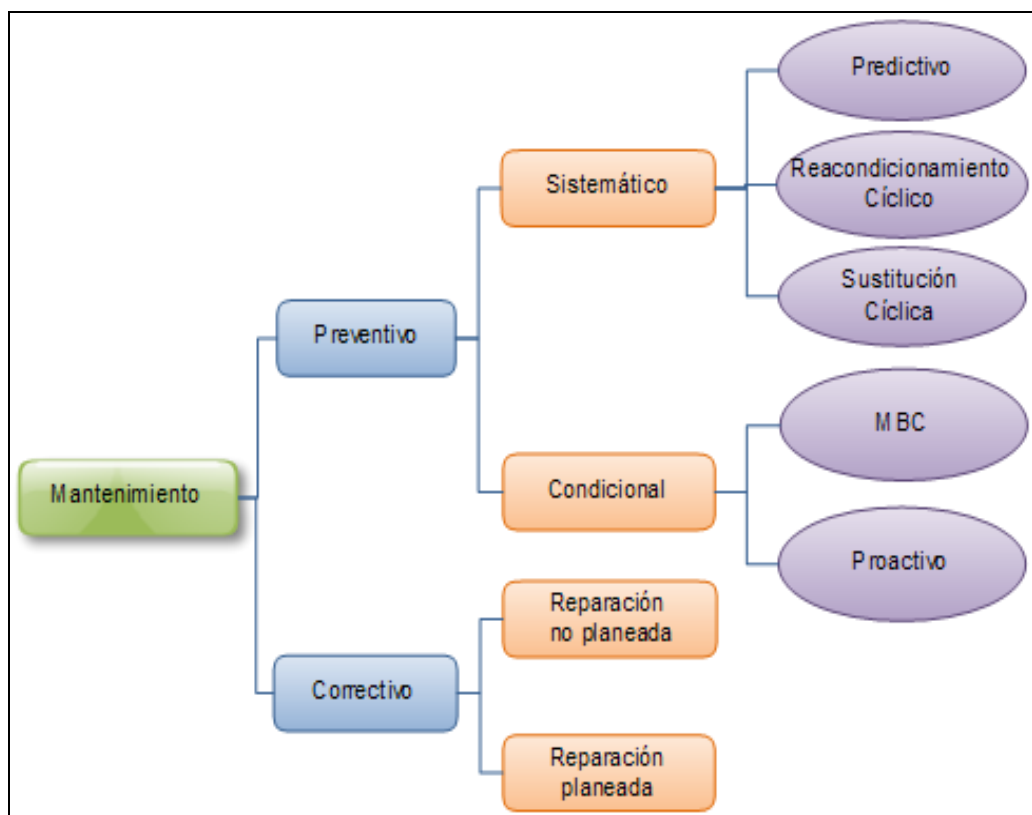 Predictivo
Reacondicionamiento
Cíclico
Sistemático
Sustitución
Cíclica
Preventivo
MBC
Condicional
Mantenimiento
Proactivo
Reparación
no planeada
Correctivo
Reparación
planeada